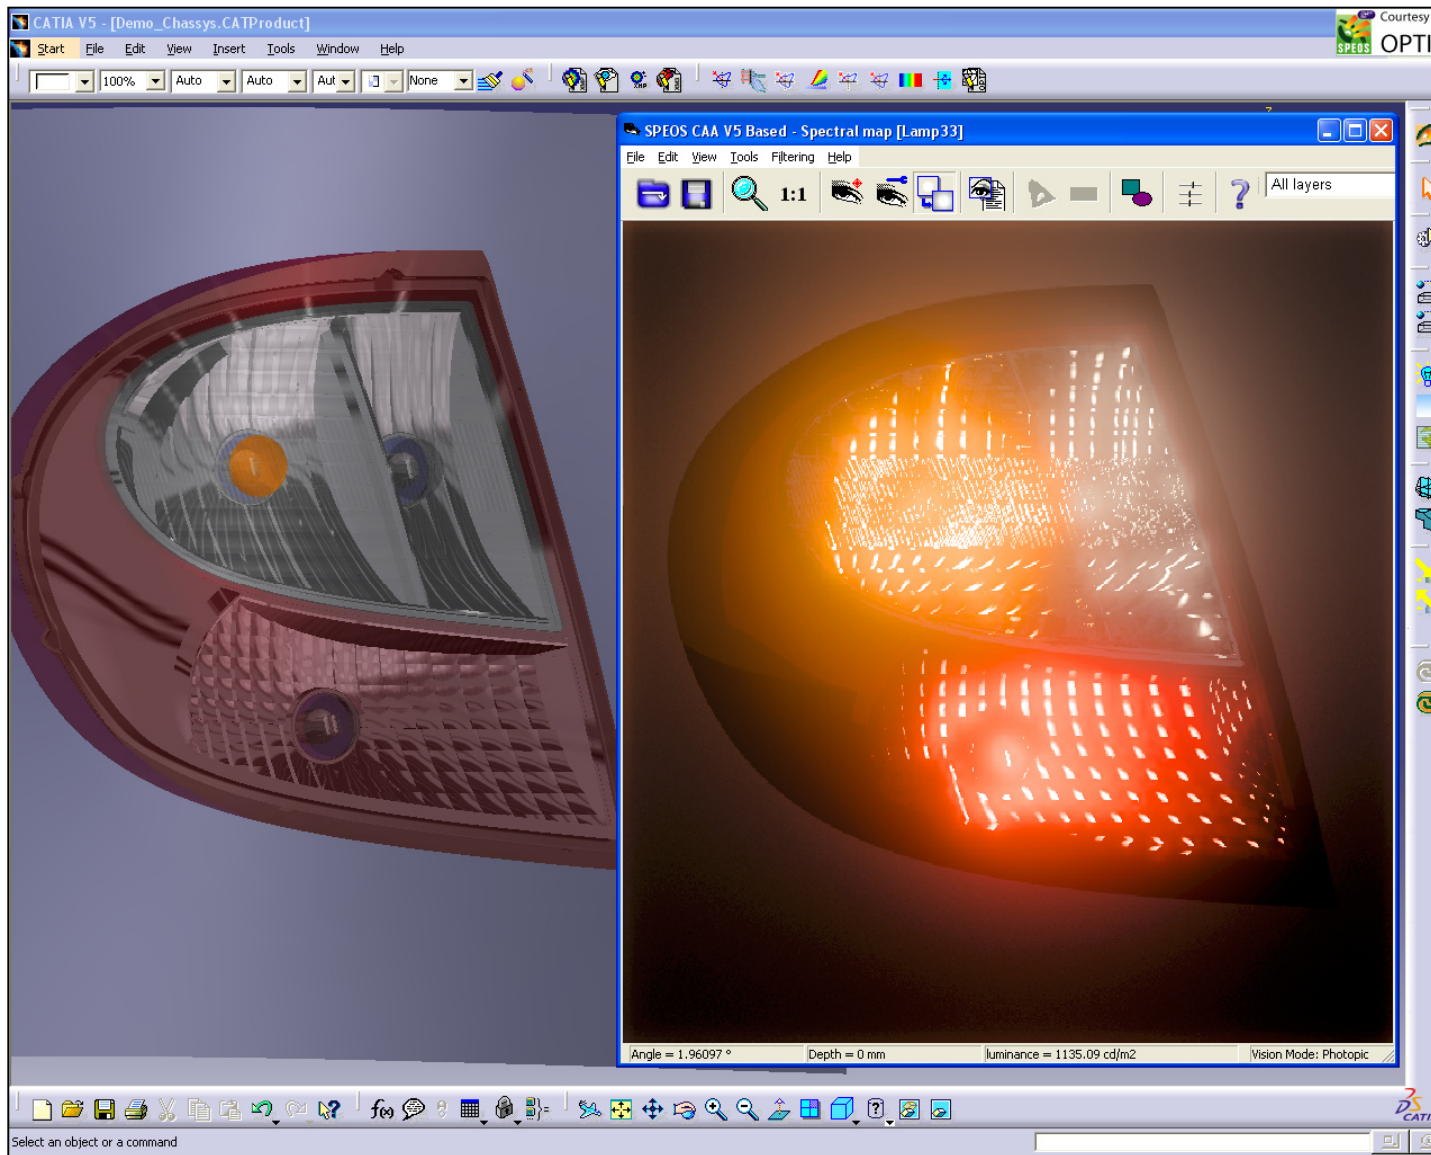 CATIA V5 - [Demo_Chassys.CATProduct]
Courtesy
SPEOS
OPTI
Start File Edit View Insert Tools Window Help
100% Auto Auto Aut None
SPEOS CAA V5 Based - Spectral map [Lamp33]
File Edit View Tools Filtering Help
1:1 All layers
Angle = 1.96097 ° Depth = 0 mm luminance = 1135.09 cd/m2 Vision Mode: Photopic
f(x)
CATI
Select an object or a command